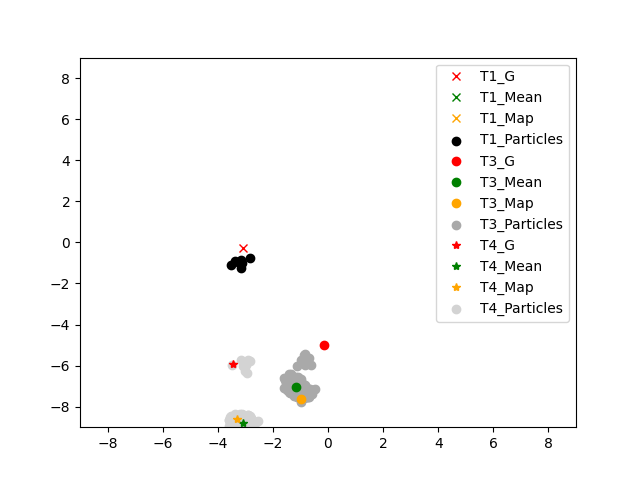 8
6
4
2
0
−2
−4
−6
−8
−8 −6 −4 −2 0 2 4 6 8
T1_G
T1_Mean
T1_Map
T1_Particles
T3_G
T3_Mean
T3_Map
T3_Particles
T4_G
T4_Mean
T4_Map
T4_Particles